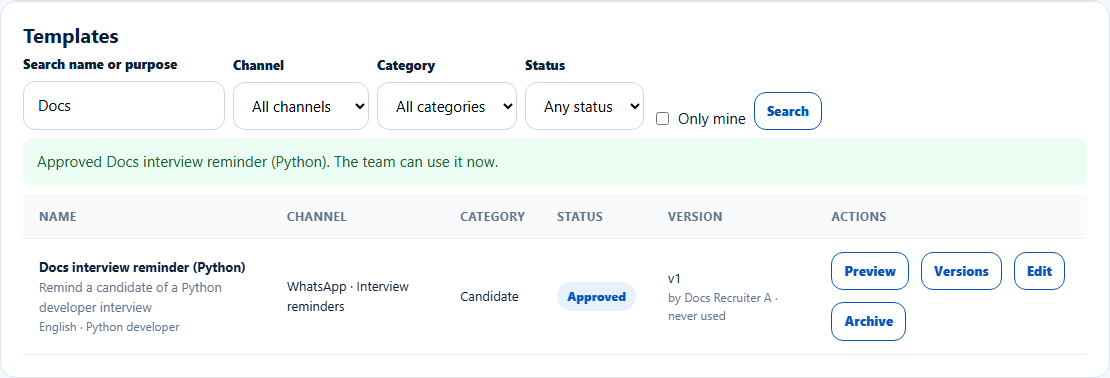 Templates
Search name or purpose
Channel
Category
Status
Docs
All channels
All categories
Any status
Only mine
Search
Approved Docs interview reminder (Python). The team can use it now.
NAME
CHANNEL
CATEGORY
STATUS
VERSION
ACTIONS
Docs interview reminder (Python)
Remind a candidate of a Python
developer interview
English · Python developer
WhatsApp · Interview
reminders
Candidate
Approved
v1
by Docs Recruiter A ·
never used
Preview
Versions
Edit
Archive